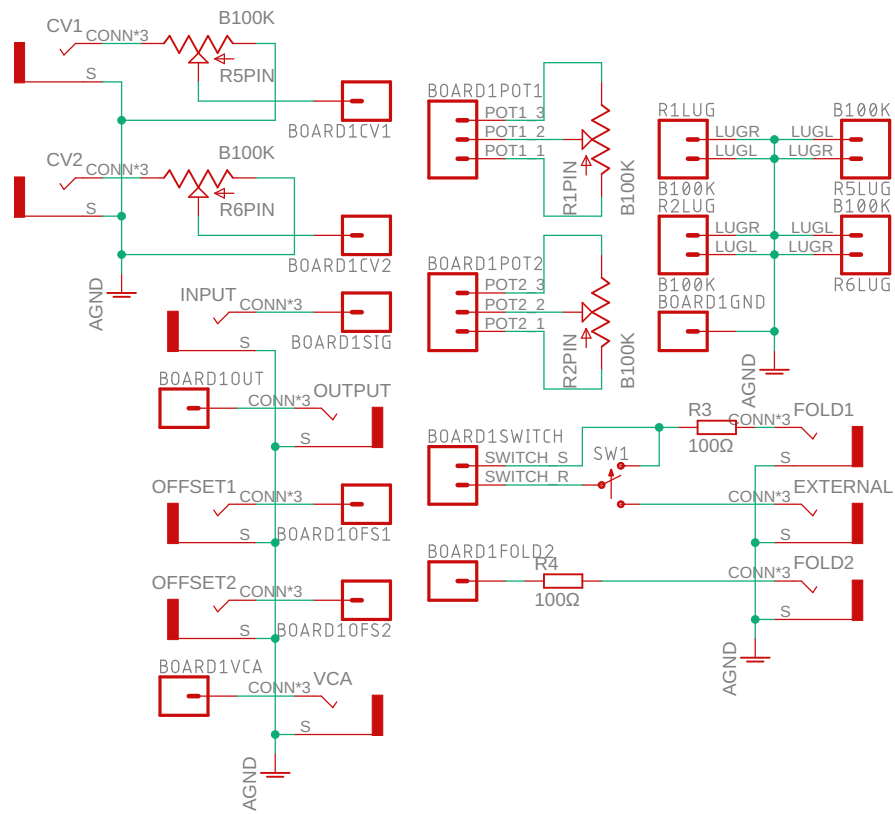 CV1
CONN*3
B100K
R5PIN
S
BOARD1CV1
CV2
CONN*3
B100K
R6PIN
S
BOARD1CV2
AGND
INPUT
CONN*3
S
BOARD1SIG
BOARD1OUT
CONN*3
OUTPUT
S
OFFSET1
CONN*3
S
BOARD1OFS1
OFFSET2
CONN*3
S
BOARD1OFS2
BOARD1VCA
CONN*3
VCA
S
AGND
BOARD1POT1
POT1_3
POT1_2
POT1_1
R1PIN
B100K
BOARD1POT2
POT2_3
POT2_2
POT2_1
R2PIN
B100K
R1LUG
B100K
LUGR
LUGL
LUGL
LUGR
B100K
R5LUG
R2LUG
B100K
LUGR
LUGL
LUGL
LUGR
B100K
R6LUG
BOARD1GND
AGND
BOARD1SWITCH
SWITCH_S
SWITCH_R
SW1
R3
100Ω
CONN*3
FOLD1
S
CONN*3
EXTERNAL
S
BOARD1FOLD2
R4
100Ω
CONN*3
FOLD2
S
AGND